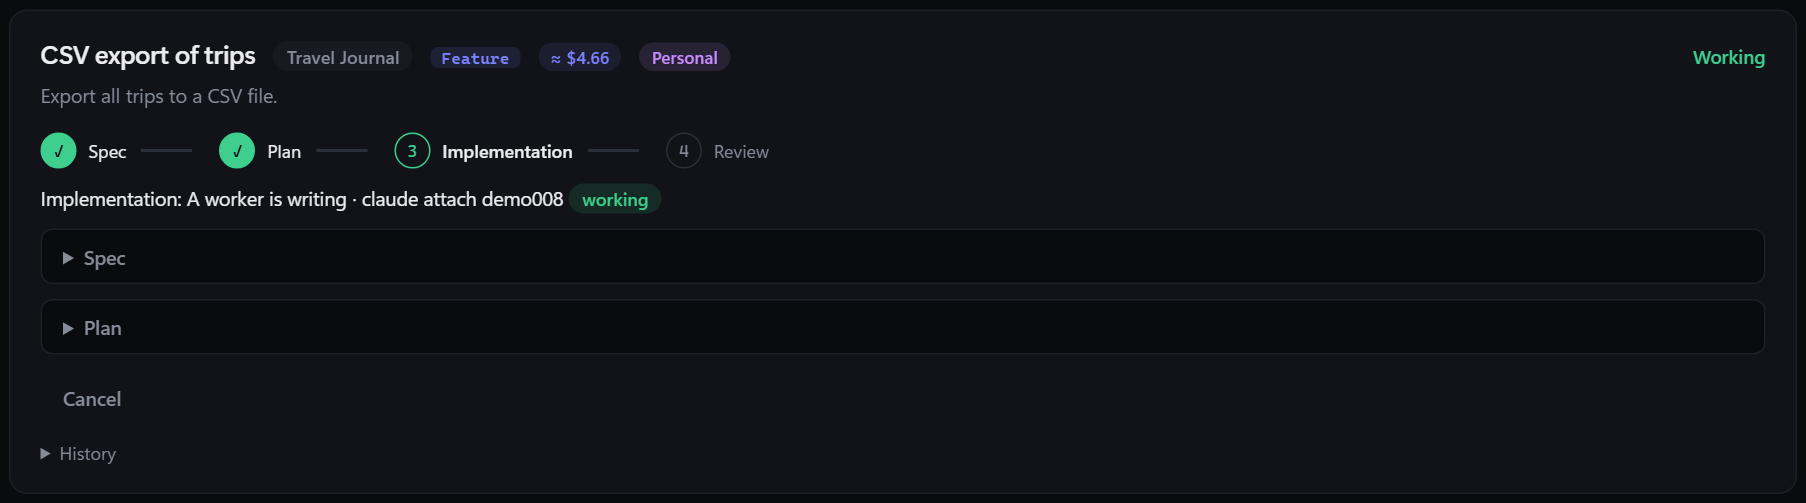 CSV export of trips Travel Journal Feature ≈ $4.66 Personal Working
Export all trips to a CSV file.
✓ Spec ✓ Plan 3 Implementation 4 Review
Implementation: A worker is writing · claude attach demo008 working
▶ Spec
▶ Plan
Cancel
▶ History